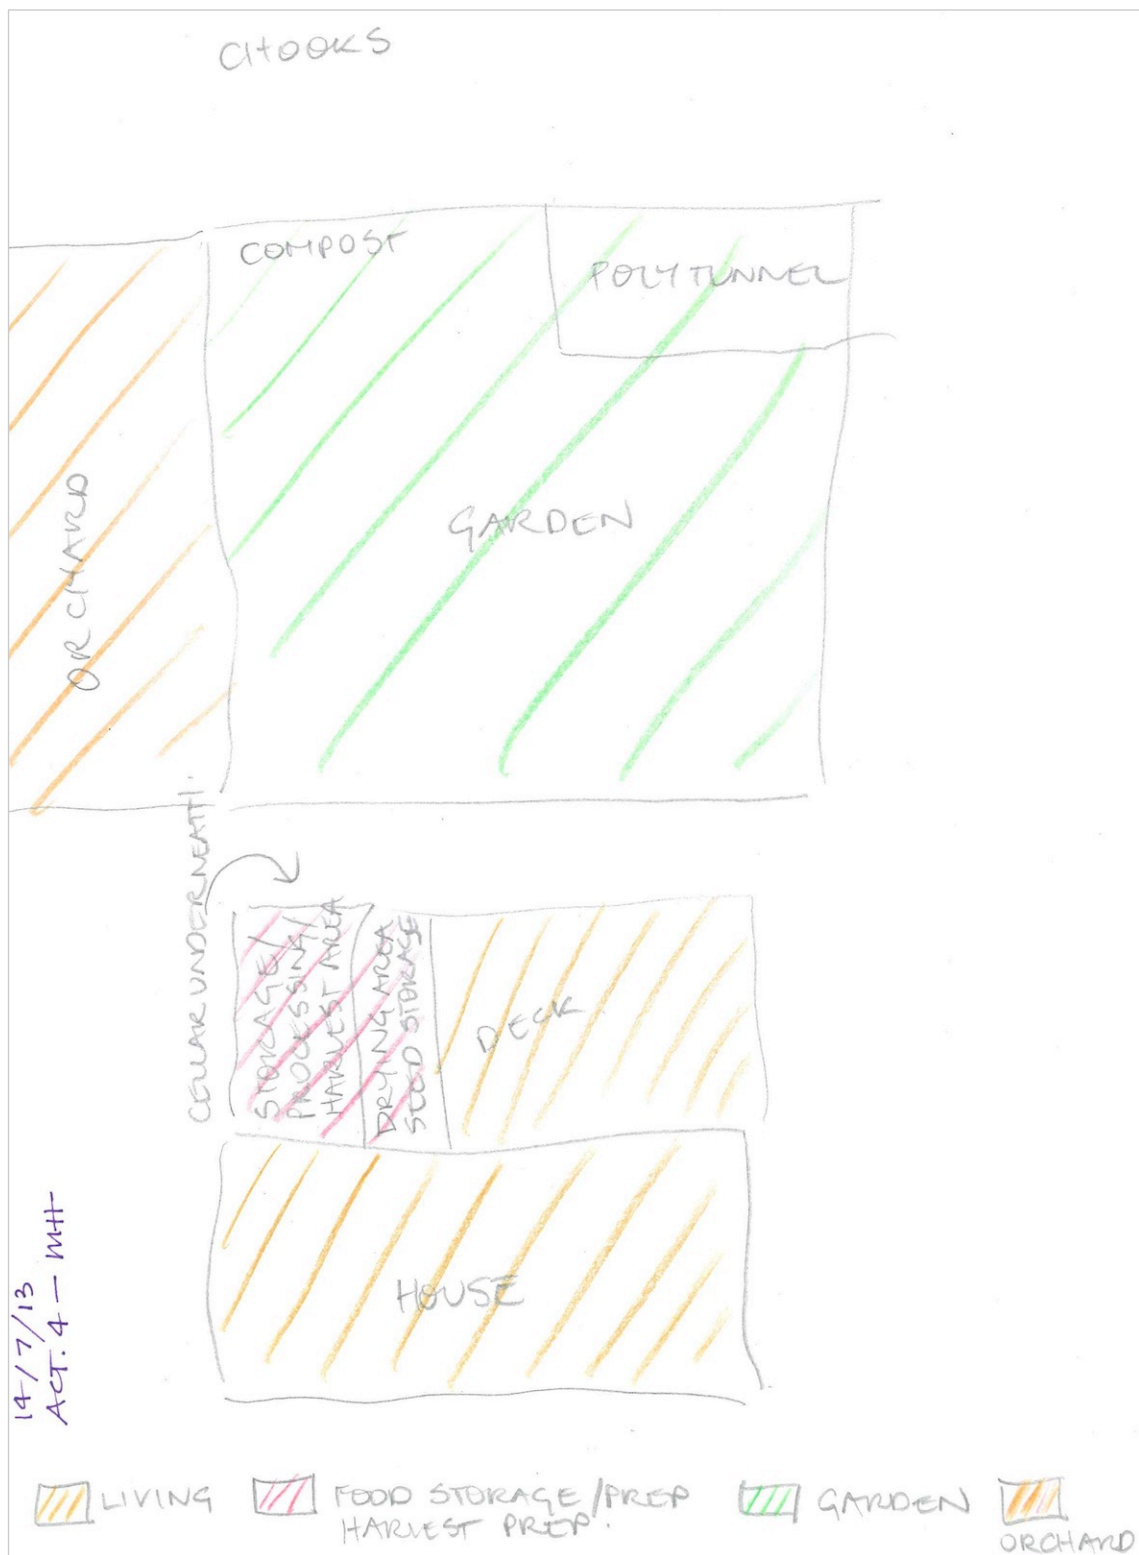 CHOOKS
COMPOST
POLYTUNNEL
ORCHARD
GARDEN
CELLAR UNDERNEATH.
STORAGE/
PROCESSING/
HARVEST AREA
DRYING AREA
SEED STORAGE
DECK
HOUSE
14/7/13
ACT. 4 — MH
LIVING
FOOD STORAGE/PREP
HARVEST PREP.
GARDEN
ORCHARD